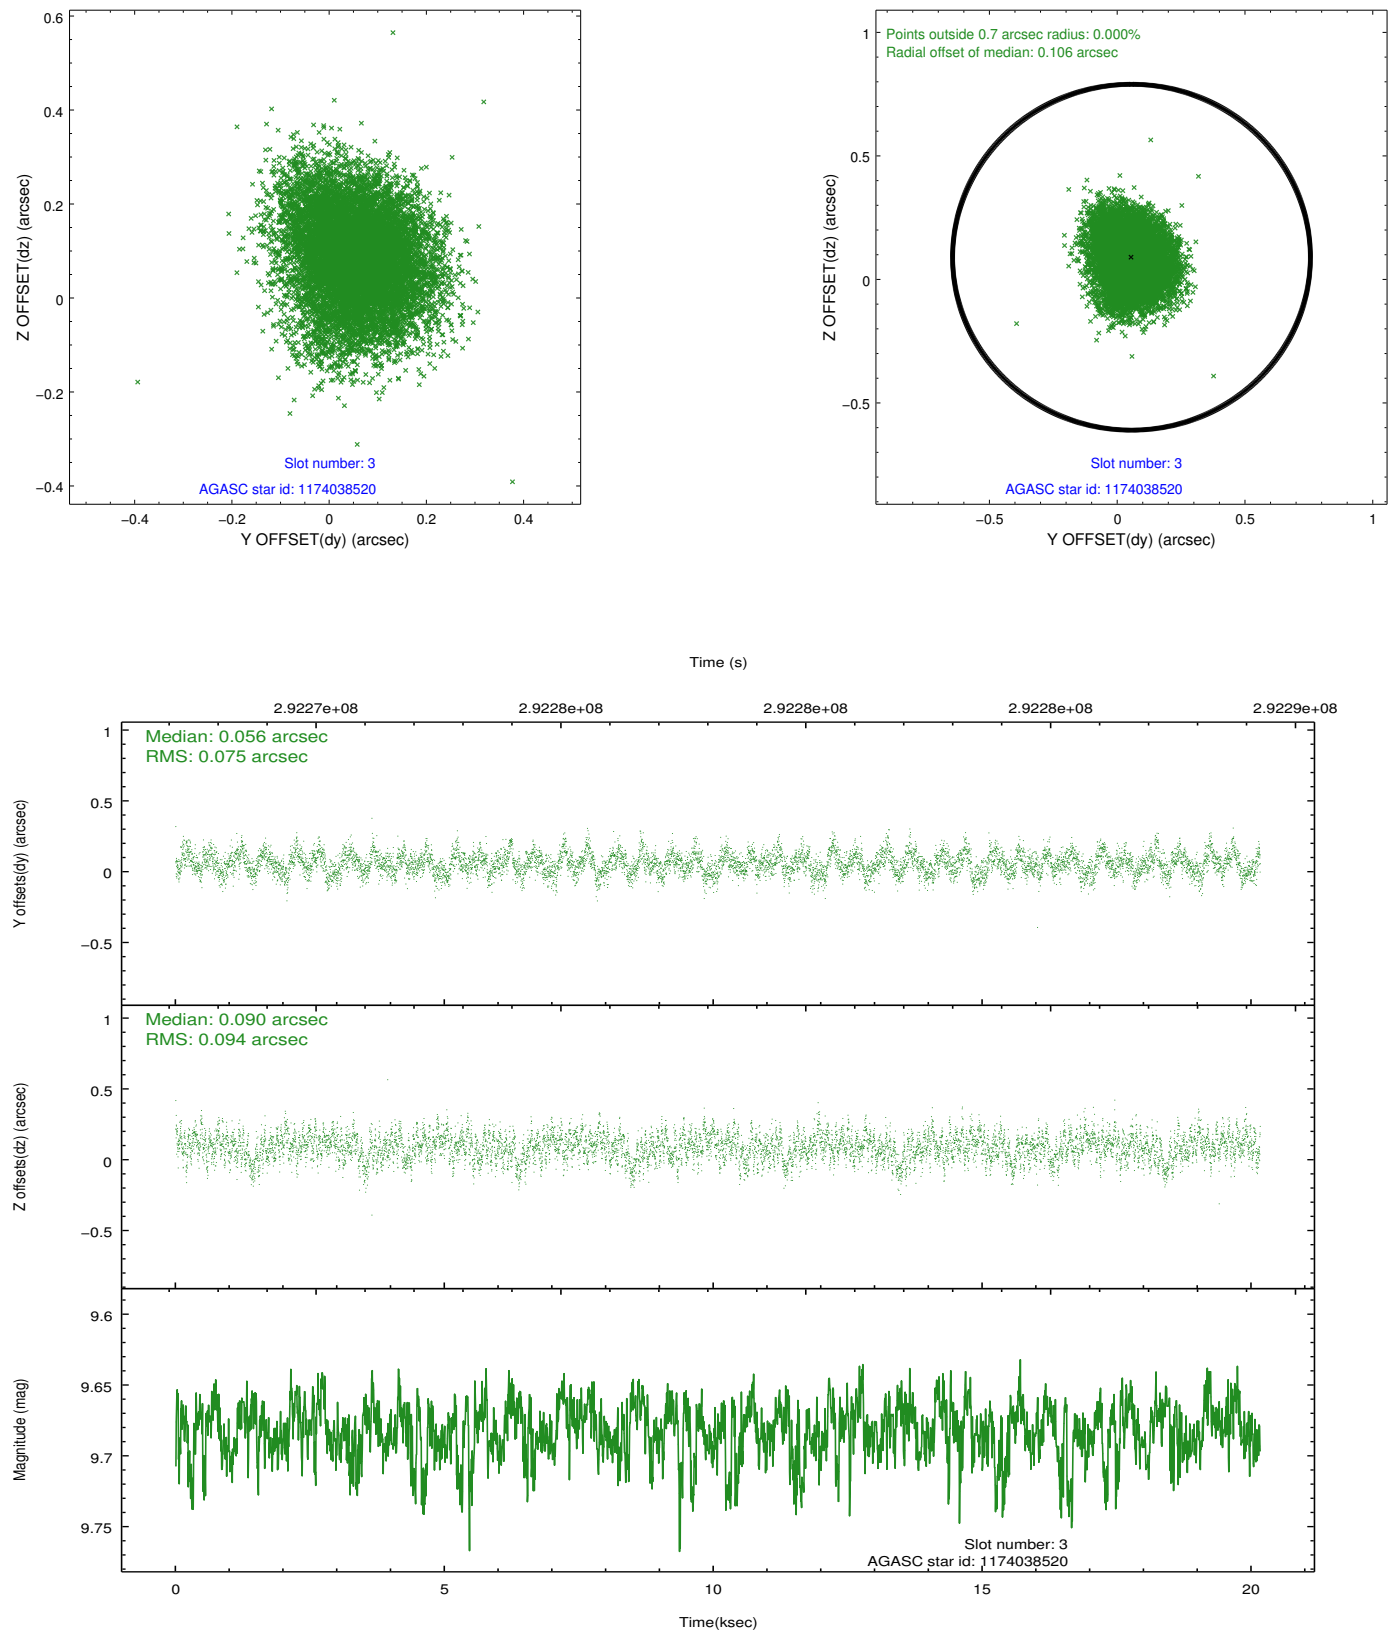 0.6
0.4
0.2
0
−0.2
−0.4
Z OFFSET(dz) (arcsec)
Slot number: 3
AGASC star id: 1174038520
−0.4 −0.2 0 0.2 0.4
Y OFFSET(dy) (arcsec)
Points outside 0.7 arcsec radius: 0.000%
Radial offset of median: 0.106 arcsec
1
0.5
0
−0.5
Z OFFSET(dz) (arcsec)
Slot number: 3
AGASC star id: 1174038520
−0.5 0 0.5 1
Y OFFSET(dy) (arcsec)
Time (s)
2.9227e+08 2.9228e+08 2.9228e+08 2.9228e+08 2.9229e+08
Median: 0.056 arcsec
RMS: 0.075 arcsec
1
0.5
0
−0.5
Y offsets(dy) (arcsec)
Median: 0.090 arcsec
RMS: 0.094 arcsec
1
0.5
0
−0.5
Z offsets(dz) (arcsec)
9.6
9.65
9.7
9.75
Magnitude (mag)
Slot number: 3
AGASC star id: 1174038520
0 5 10 15 20
Time(ksec)